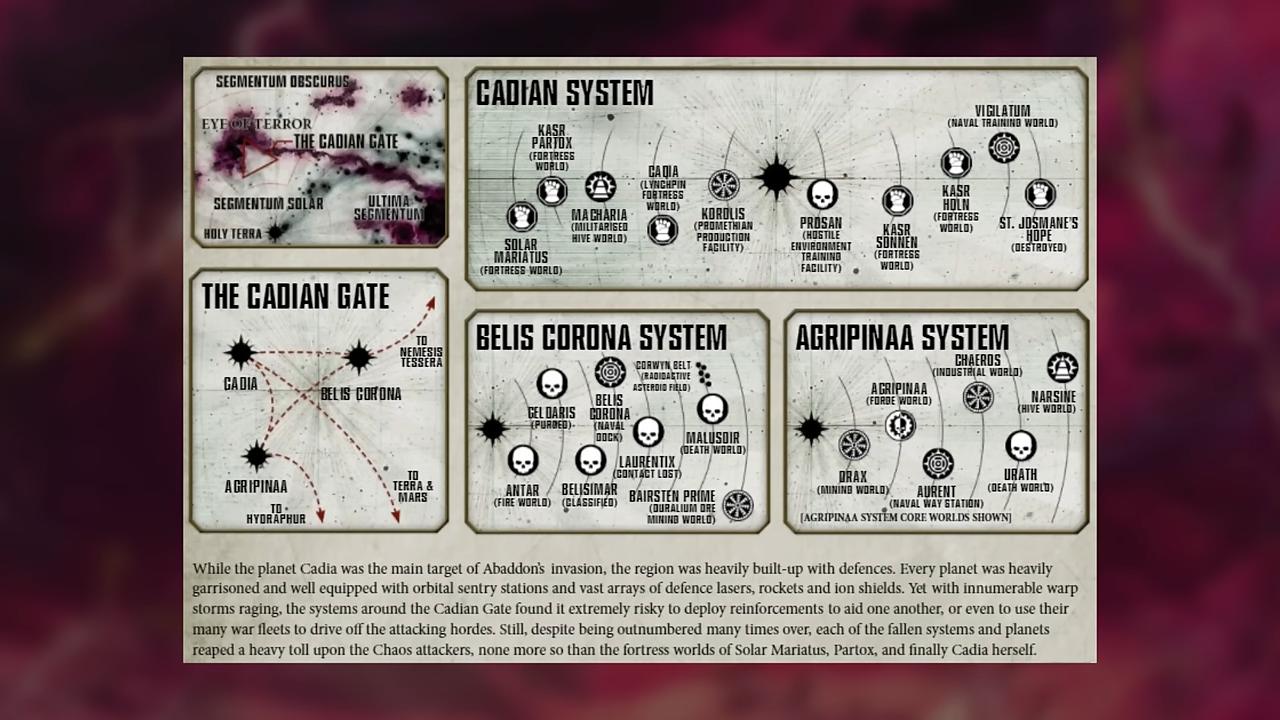 SEGMENTUM OBSCURUS
EYE OF TERROR
THE CADIAN GATE
SEGMENTUM SOLAR
ULTIMA
SEGMENTUM
HOLY TERRA
THE CADIAN GATE
TO
NEMESIS
TESSERA
CADIA
BELIS CORONA
AGRIPINAA
TO
HYDRAPHUR
TO
TERRA &
MARS
CADIAN SYSTEM
KASR
PARTOX
(FORTRESS
WORLD)
SOLAR
MARIATUS
(FORTRESS WORLD)
MACHARIA
(MILITARISED
HIVE WORLD)
CADIA
(LYNCHPIN
FORTRESS
WORLD)
KOROLIS
(PROMETHIAN
PRODUCTION
FACILITY)
PROSAN
(HOSTILE
ENVIRONMENT
TRAINING
FACILITY)
KASR
SONNEN
(FORTRESS
WORLD)
KASR
HOLN
(FORTRESS
WORLD)
VIGILATUM
(NAVAL TRAINING WORLD)
ST. JOSMANE'S
HOPE
(DESTROYED)
BELIS CORONA SYSTEM
CELDARIS
(PURGED)
BELIS
CORONA
(NAVAL
DOCK)
CORWYN BELT
(RADIOACTIVE
ASTEROID FIELD)
MALUSOIR
(DEATH WORLD)
LAURENTIX
(CONTACT LOST)
ANTAR
(FIRE WORLD)
BELISIMAR
(CLASSIFIED)
BAIRSTEN PRIME
(DURALIUM ORE
MINING WORLD)
AGRIPINAA SYSTEM
CHAEROS
(INDUSTRIAL WORLD)
AGRIPINAA
(FORGE WORLD)
NARSINE
(HIVE WORLD)
DRAX
(MINING WORLD)
AURENT
(NAVAL WAY STATION)
URATH
(DEATH WORLD)
[AGRIPINAA SYSTEM CORE WORLDS SHOWN]
While the planet Cadia was the main target of Abaddon's invasion, the region was heavily built-up with defences. Every planet was heavily
garrisoned and well equipped with orbital sentry stations and vast arrays of defence lasers, rockets and ion shields. Yet with innumerable warp
storms raging, the systems around the Cadian Gate found it extremely risky to deploy reinforcements to aid one another, or even to use their
many war fleets to drive off the attacking hordes. Still, despite being outnumbered many times over, each of the fallen systems and planets
reaped a heavy toll upon the Chaos attackers, none more so than the fortress worlds of Solar Mariatus, Partox, and finally Cadia herself.